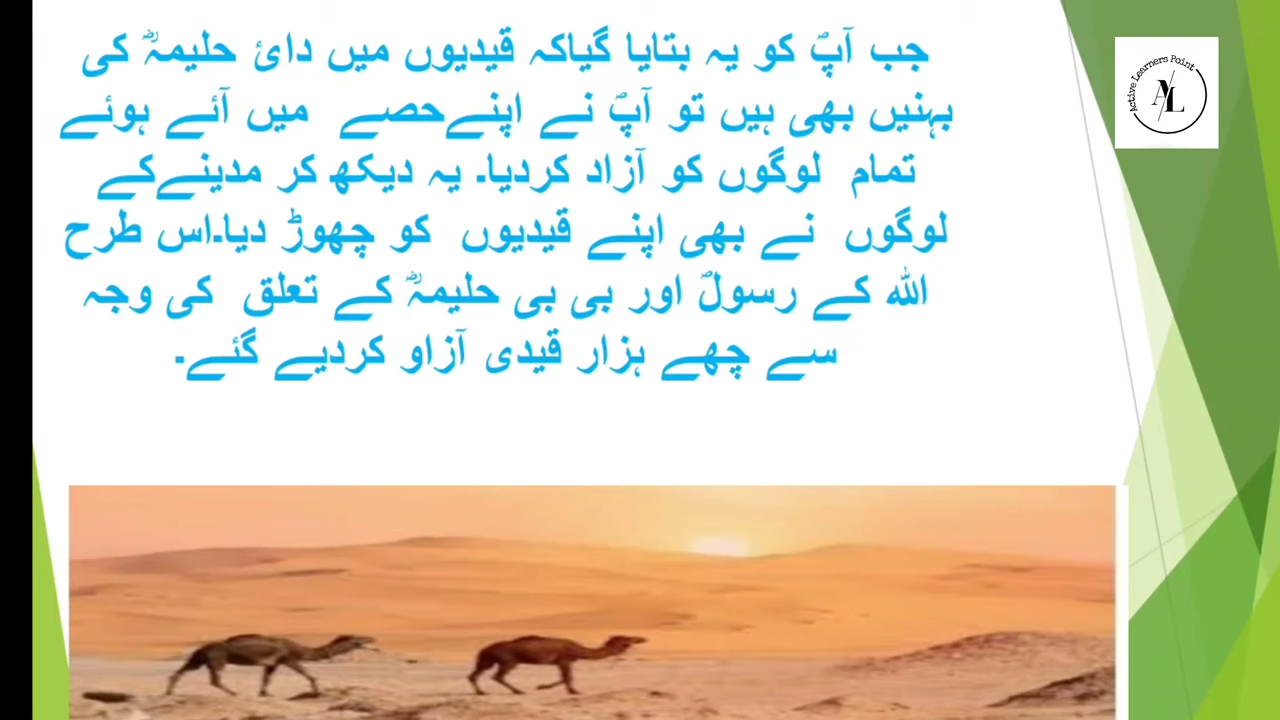 جب آپؐ کو یہ بتایا گیاکہ قیدیوں میں دائ حلیمہؓ کی
بہنیں بھی ہیں تو آپؐ نے اپنےحصے میں آئے ہوئے
تمام لوگوں کو آزاد کردیا۔ یہ دیکھ کر مدینےکے
لوگوں نے بھی اپنے قیدیوں کو چھوڑ دیا۔اس طرح
اللہ کے رسولؐ اور بی بی حلیمہؓ کے تعلق کی وجہ
سے چھے ہزار قیدی آزاو کردیے گئے۔
Active Learners Point
AL